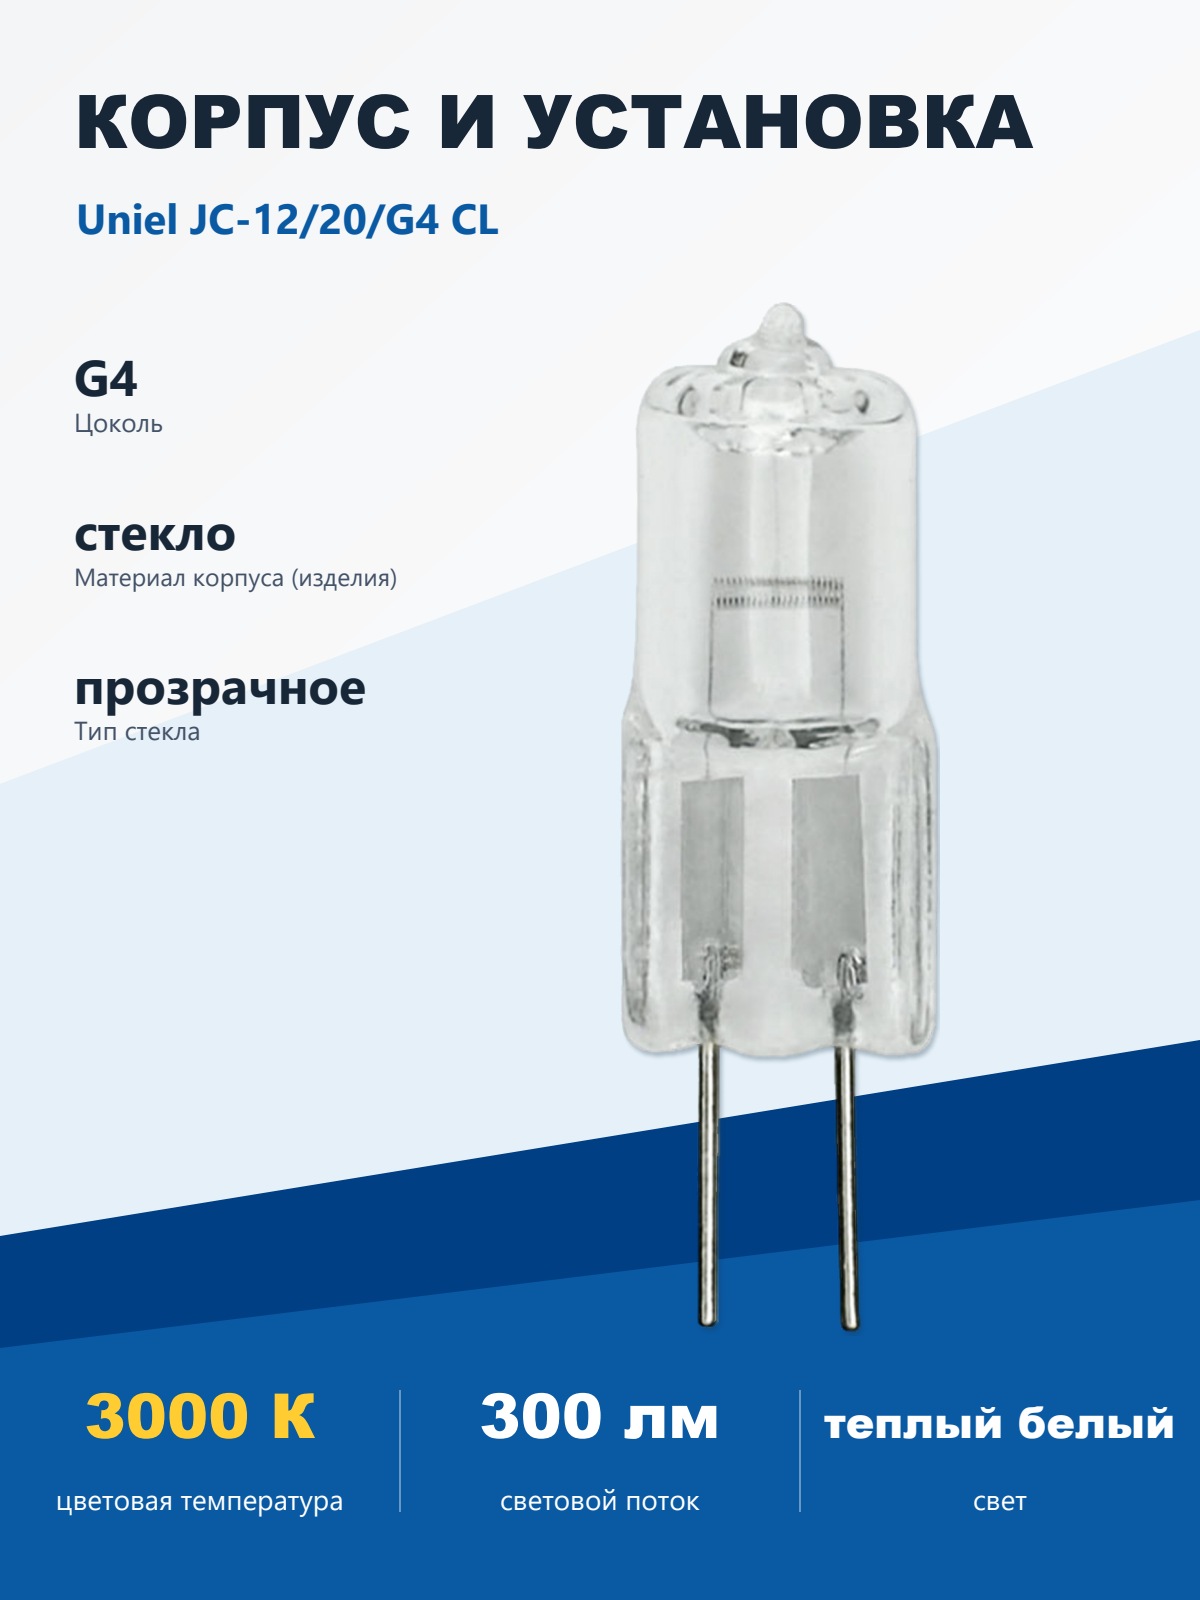 КОРПУС И УСТАНОВКА
Uniel JC-12/20/G4 CL
G4
Цоколь
стекло
Материал корпуса (изделия)
прозрачное
Тип стекла
3000 К
цветовая температура
300 лм
световой поток
теплый белый
свет